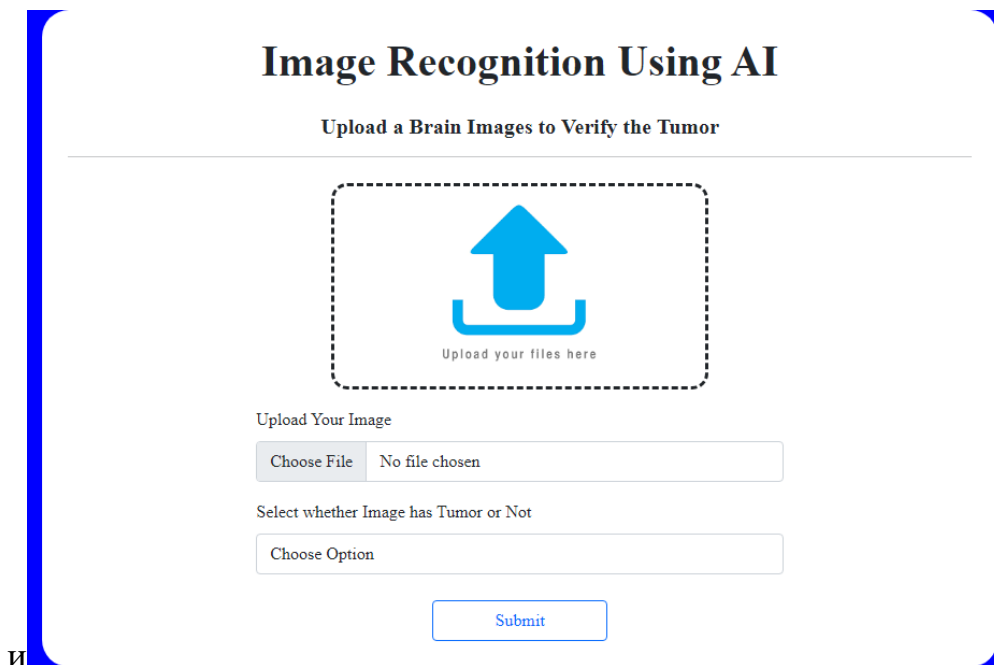 Image Recognition Using AI
Upload a Brain Images to Verify the Tumor
Upload your files here
Upload Your Image
Choose File No file chosen
Select whether Image has Tumor or Not
Choose Option
Submit
и